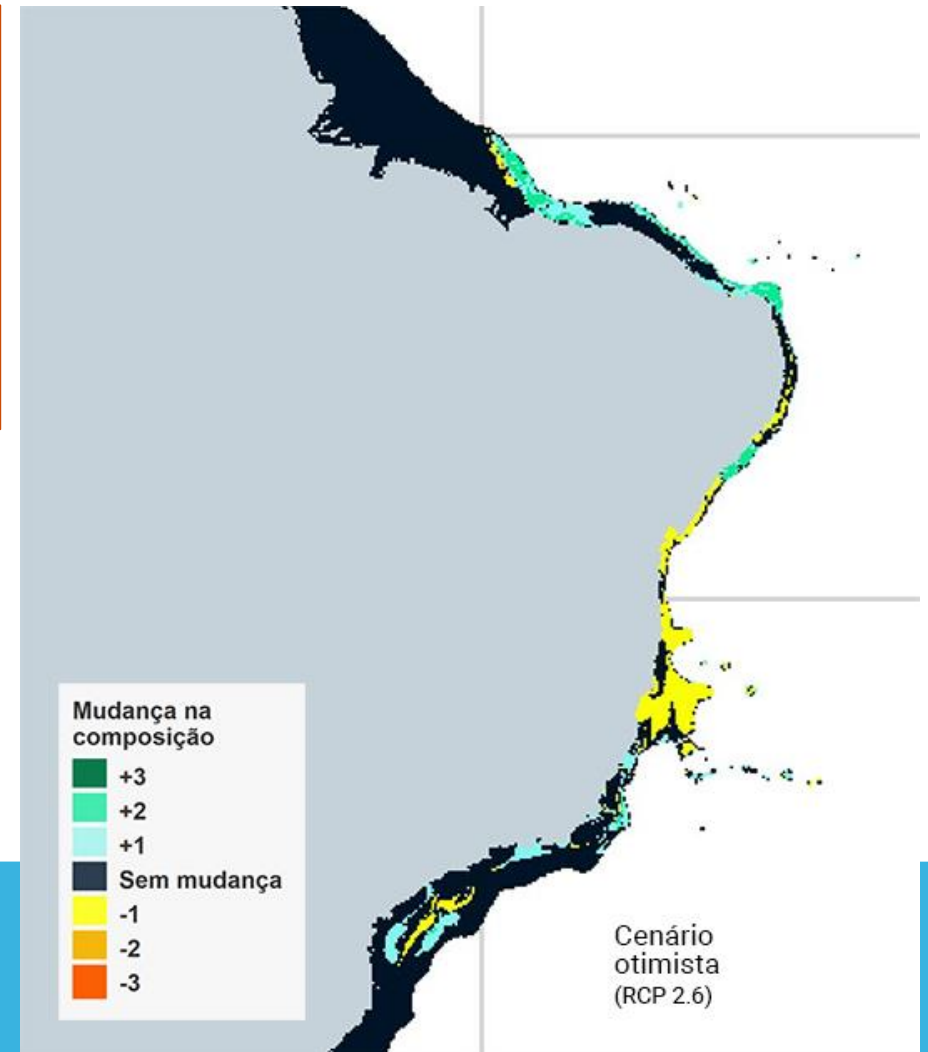 Mudança na
composição
+3
+2
+1
Sem mudança
-1
-2
-3
Cenário
otimista
(RCP 2.6)